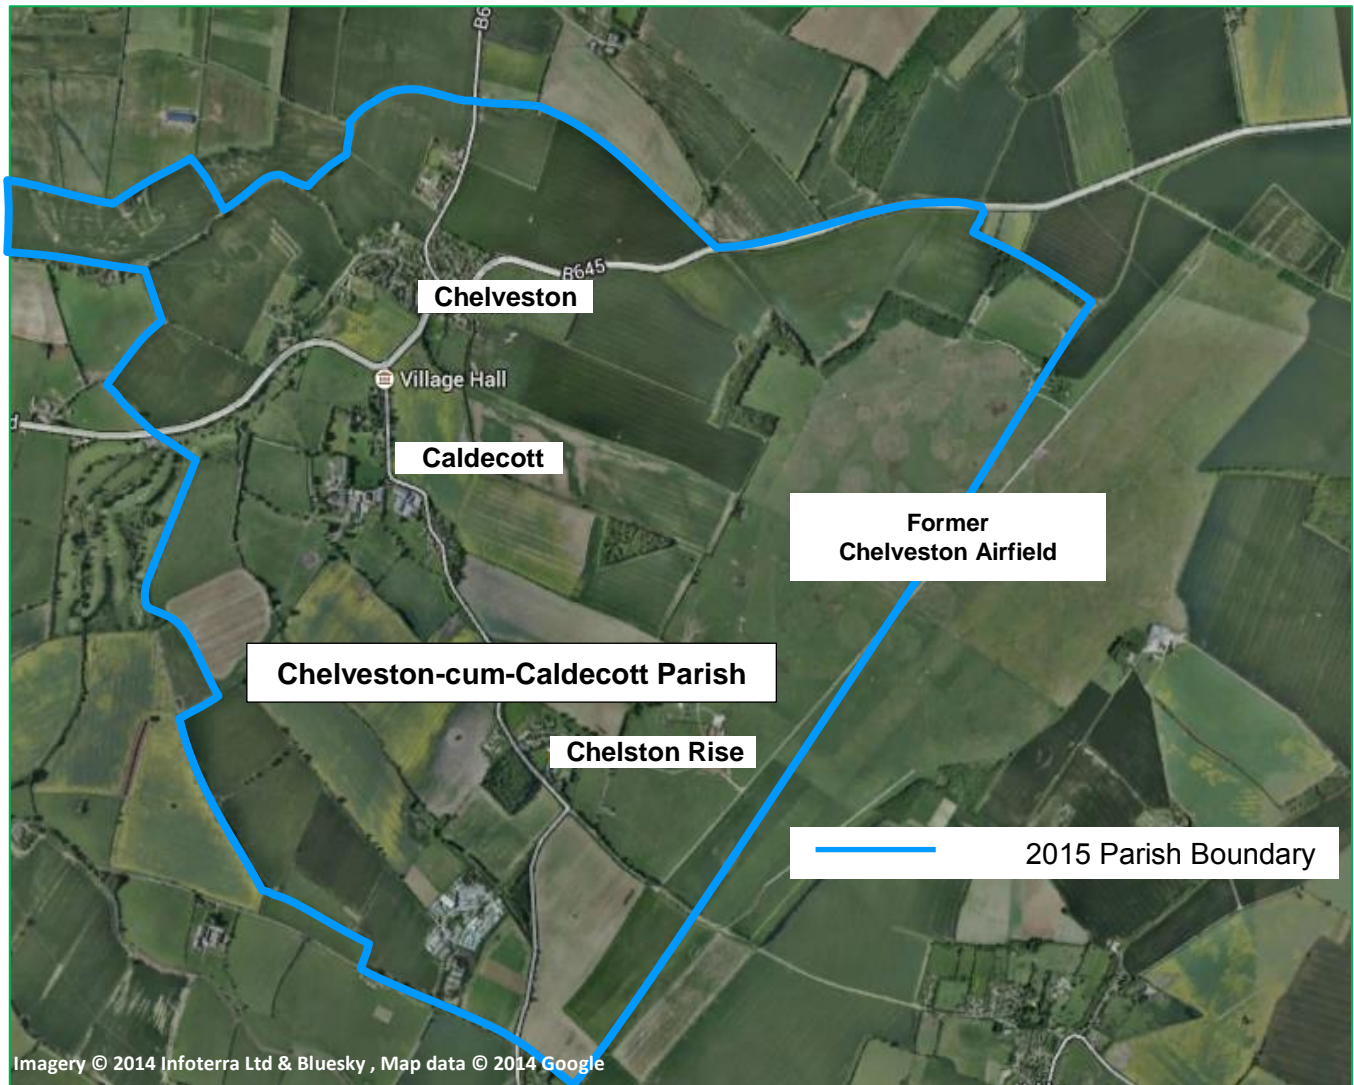 B6
B645
Chelveston
Village Hall
d
Caldecott
Former
Chelveston Airfield
Chelveston-cum-Caldecott Parish
Chelston Rise
2015 Parish Boundary
Imagery © 2014 Infoterra Ltd & Bluesky , Map data © 2014 Google